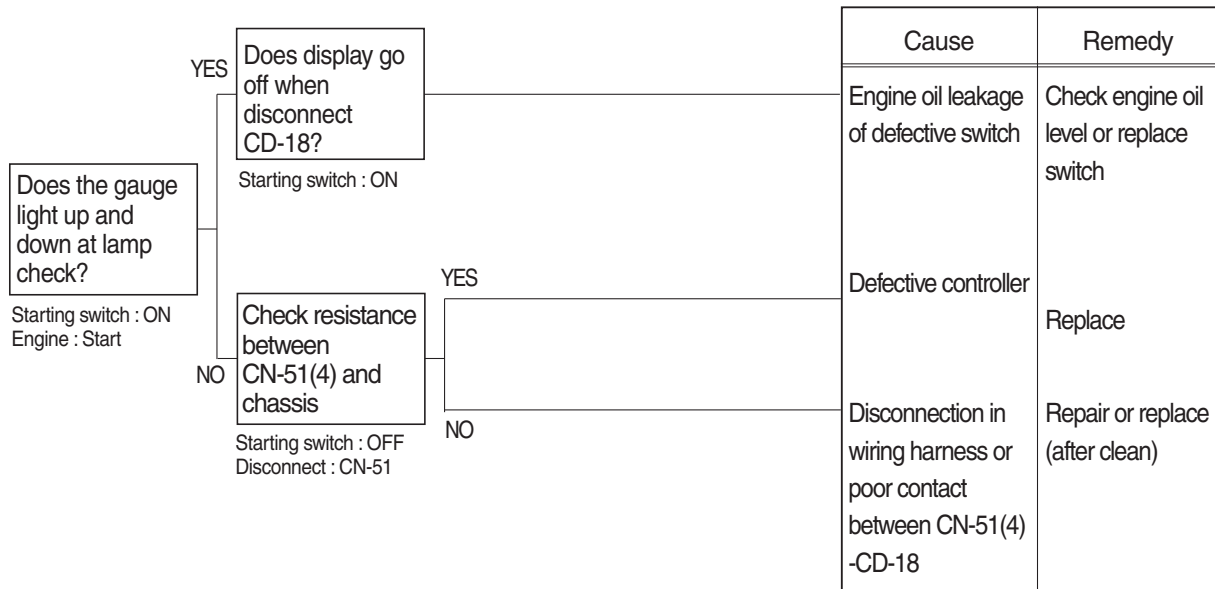 YES
Does display go
off when
disconnect
CD-18?
Starting switch : ON
Does the gauge
light up and
down at lamp
check?
Starting switch : ON
Engine : Start
NO
Check resistance
between
CN-51(4) and
chassis
Starting switch : OFF
Disconnect : CN-51
YES
NO
Cause
Remedy
Engine oil leakage
of defective switch
Check engine oil
level or replace
switch
Defective controller
Replace
Disconnection in
wiring harness or
poor contact
between CN-51(4)
-CD-18
Repair or replace
(after clean)